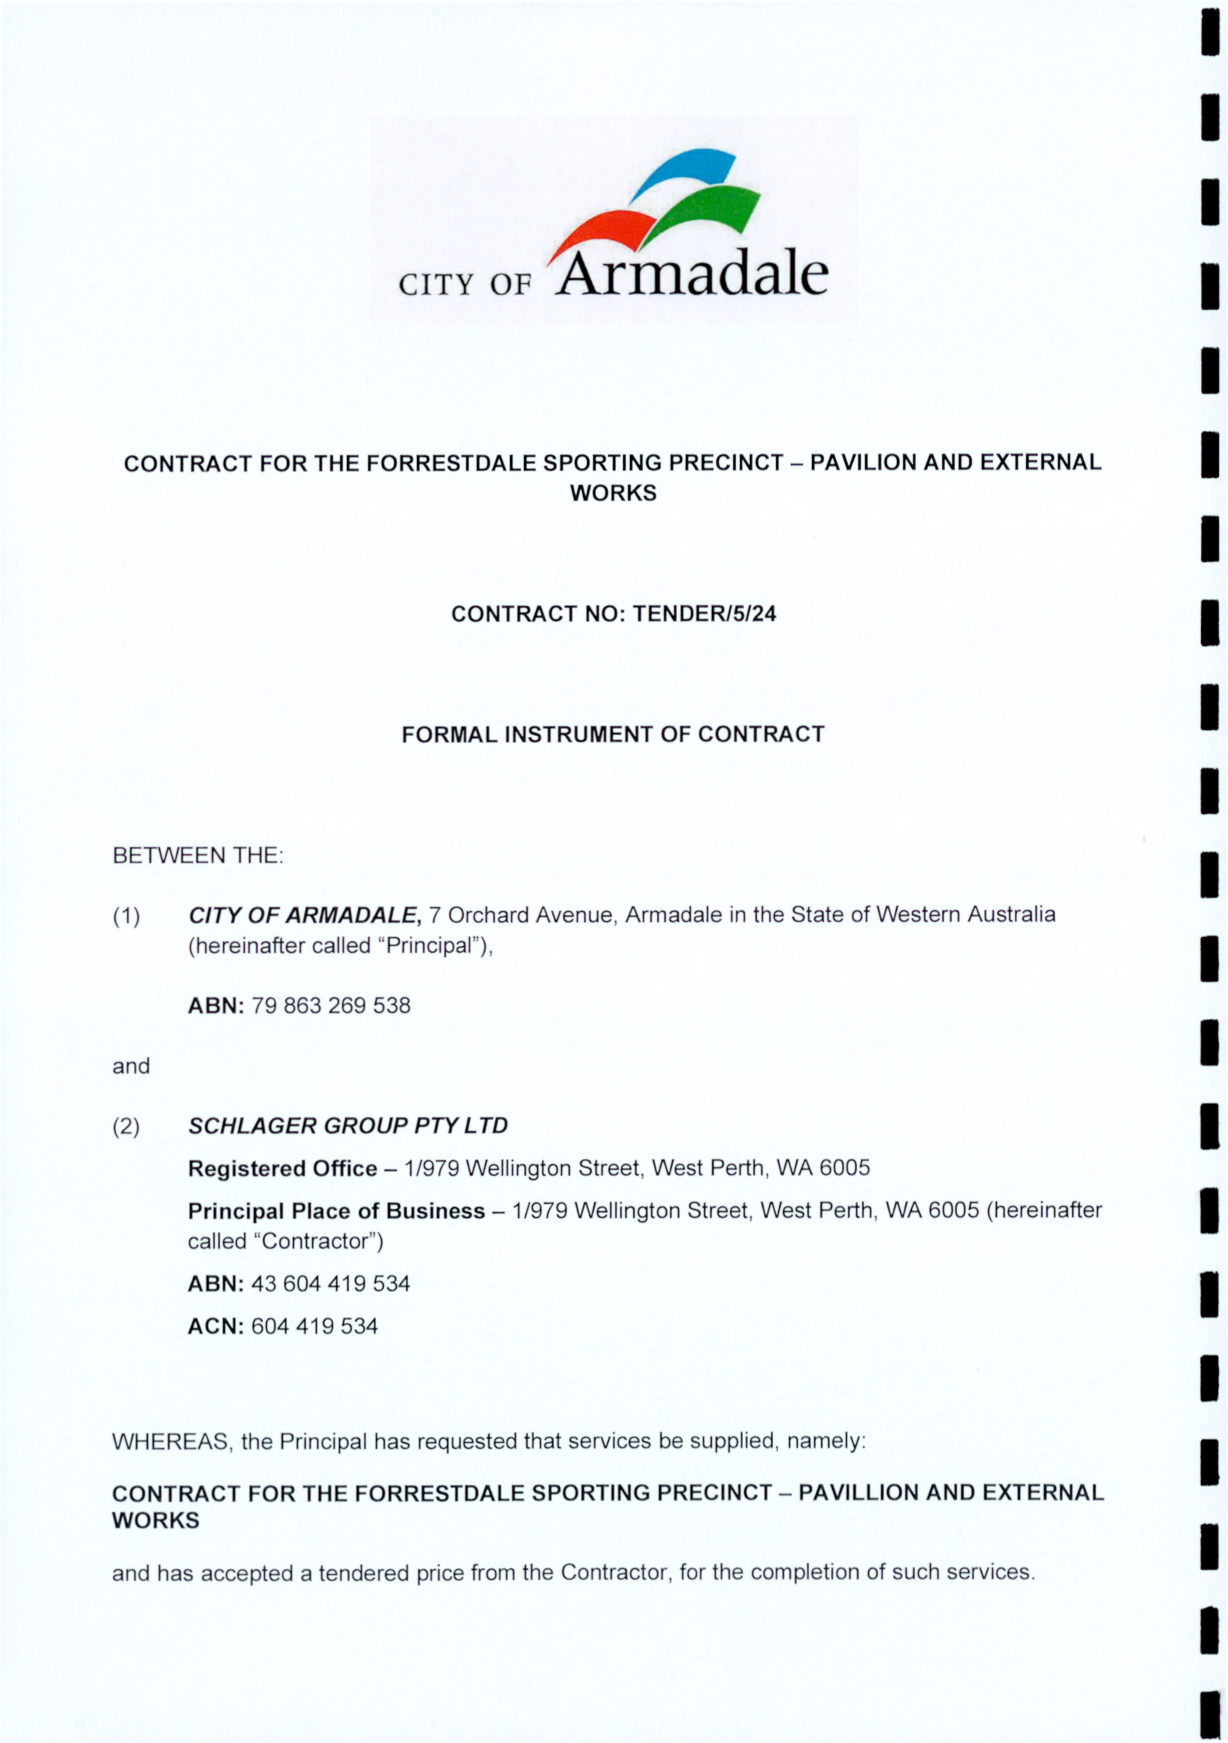 CITY OF Armadale
CONTRACT FOR THE FORRESTDALE SPORTING PRECINCT – PAVILION AND EXTERNAL
WORKS
CONTRACT NO: TENDER/5/24
FORMAL INSTRUMENT OF CONTRACT
BETWEEN THE:
(1) CITY OF ARMADALE, 7 Orchard Avenue, Armadale in the State of Western Australia
(hereinafter called “Principal”),
ABN: 79 863 269 538
and
(2) SCHLAGER GROUP PTY LTD
Registered Office – 1/979 Wellington Street, West Perth, WA 6005
Principal Place of Business – 1/979 Wellington Street, West Perth, WA 6005 (hereinafter
called “Contractor”)
ABN: 43 604 419 534
ACN: 604 419 534
WHEREAS, the Principal has requested that services be supplied, namely:
CONTRACT FOR THE FORRESTDALE SPORTING PRECINCT – PAVILLION AND EXTERNAL
WORKS
and has accepted a tendered price from the Contractor, for the completion of such services.